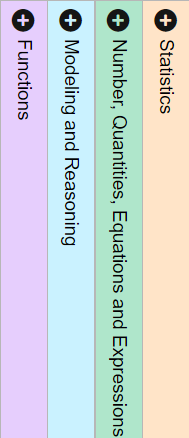 Functions
Modeling and Reasoning
Number, Quantities, Equations and Expressions
Statistics